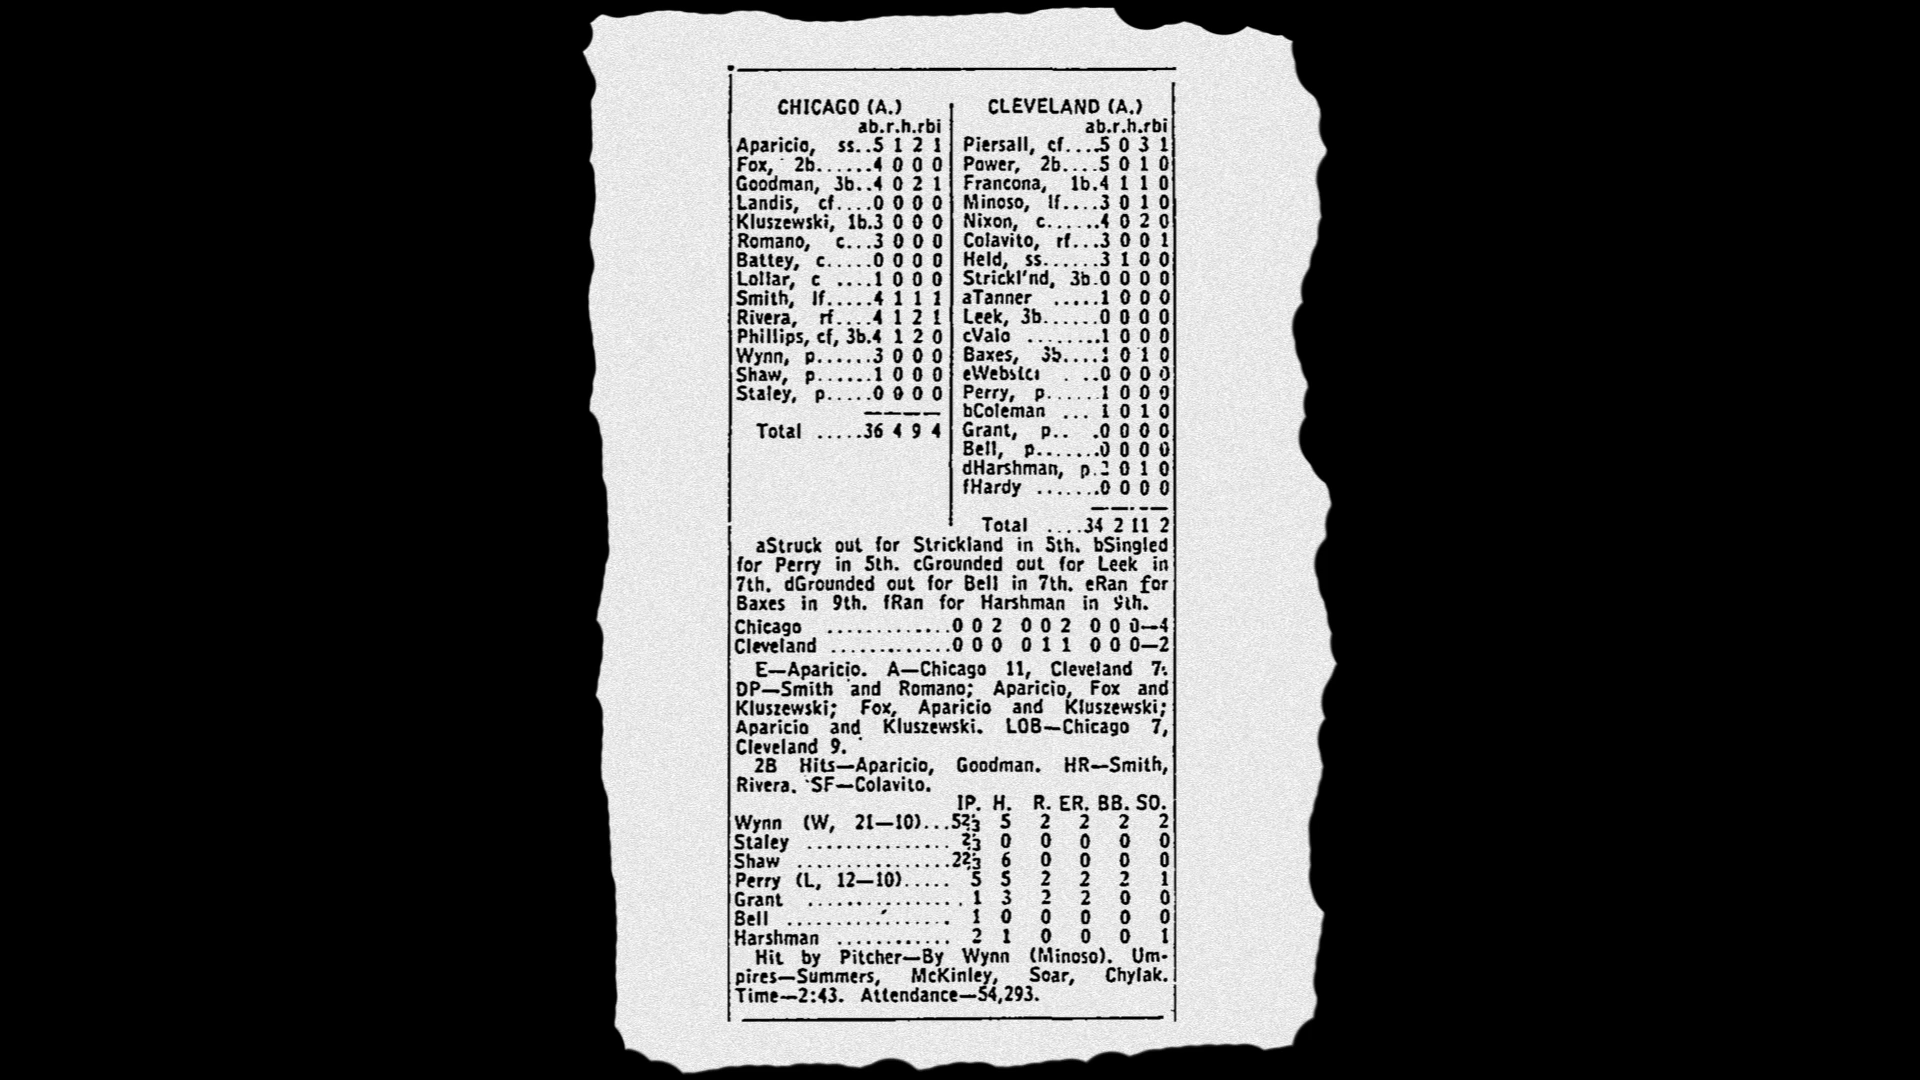 CHICAGO (A.)
ab.r.h.rbi
Aparicio, ss..5 1 2 1
Fox, 2b......4 0 0 0
Goodman, 3b..4 0 2 1
Landis, cf....0 0 0 0
Kluszewski, 1b.3 0 0 0
Romano, c...3 0 0 0
Battey, c.....0 0 0 0
Lollar, c ....1 0 0 0
Smith, lf.....4 1 1 1
Rivera, rf....4 1 2 1
Phillips, cf, 3b.4 1 2 0
Wynn, p......3 0 0 0
Shaw, p......1 0 0 0
Staley, p.....0 0 0 0
Total .....36 4 9 4
CLEVELAND (A.)
ab.r.h.rbi
Piersall, cf....5 0 3 1
Power, 2b....5 0 1 0
Francona, 1b.4 1 1 0
Minoso, lf....3 0 1 0
Nixon, c......4 0 2 0
Colavito, rf...3 0 0 1
Held, ss......3 1 0 0
Strickl'nd, 3b.0 0 0 0
aTanner .....1 0 0 0
Leek, 3b......0 0 0 0
cValo ........1 0 0 0
Baxes, 3b....1 0 1 0
eWebster . ..0 0 0 0
Perry, p......1 0 0 0
bColeman ... 1 0 1 0
Grant, p.. .0 0 0 0
Bell, p.......0 0 0 0
dHarshman, p. 0 1 0
fHardy .......0 0 0 0
Total ....34 2 11 2
aStruck out for Strickland in 5th. bSingled
for Perry in 5th. cGrounded out for Leek in
7th. dGrounded out for Bell in 7th. eRan for
Baxes in 9th. fRan for Harshman in 9th.
Chicago .............0 0 2 0 0 2 0 0 0—4
Cleveland ............0 0 0 0 1 1 0 0 0—2
E—Aparicio. A—Chicago 11, Cleveland 7.
DP—Smith and Romano; Aparicio, Fox and
Kluszewski; Fox, Aparicio and Kluszewski;
Aparicio and Kluszewski. LOB—Chicago 7,
Cleveland 9.
2B Hits—Aparicio, Goodman. HR—Smith,
Rivera. SF—Colavito.
IP. H. R. ER. BB. SO.
Wynn (W, 21—10)...5⅔ 5 2 2 2 2
Staley ............... ⅔ 0 0 0 0 0
Shaw ................2⅔ 6 0 0 0 0
Perry (L, 12—10)..... 5 5 2 2 2 1
Grant ................ 1 3 2 2 0 0
Bell ................. 1 0 0 0 0 0
Harshman ............ 2 1 0 0 0 1
Hit by Pitcher—By Wynn (Minoso). Um-
pires—Summers, McKinley, Soar, Chylak.
Time—2:43. Attendance—54,293.